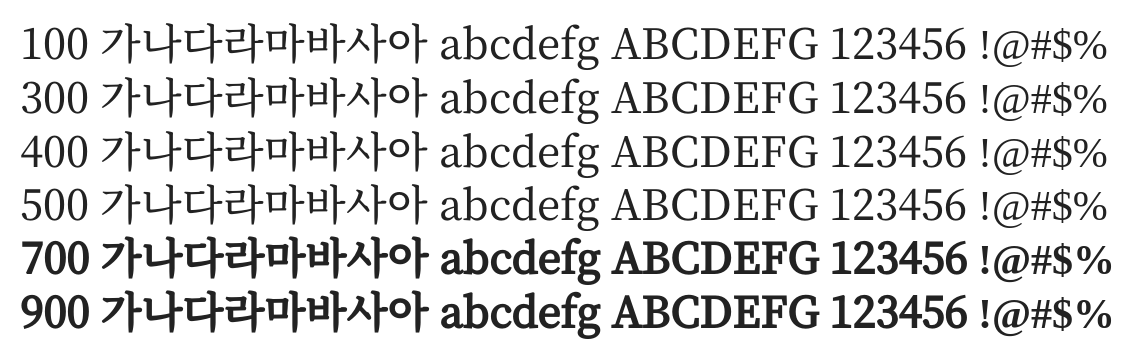 100 가나다라마바사아 abcdefg ABCDEFG 123456 !@#$%
300 가나다라마바사아 abcdefg ABCDEFG 123456 !@#$%
400 가나다라마바사아 abcdefg ABCDEFG 123456 !@#$%
500 가나다라마바사아 abcdefg ABCDEFG 123456 !@#$%
700 가나다라마바사아 abcdefg ABCDEFG 123456 !@#$%
900 가나다라마바사아 abcdefg ABCDEFG 123456 !@#$%